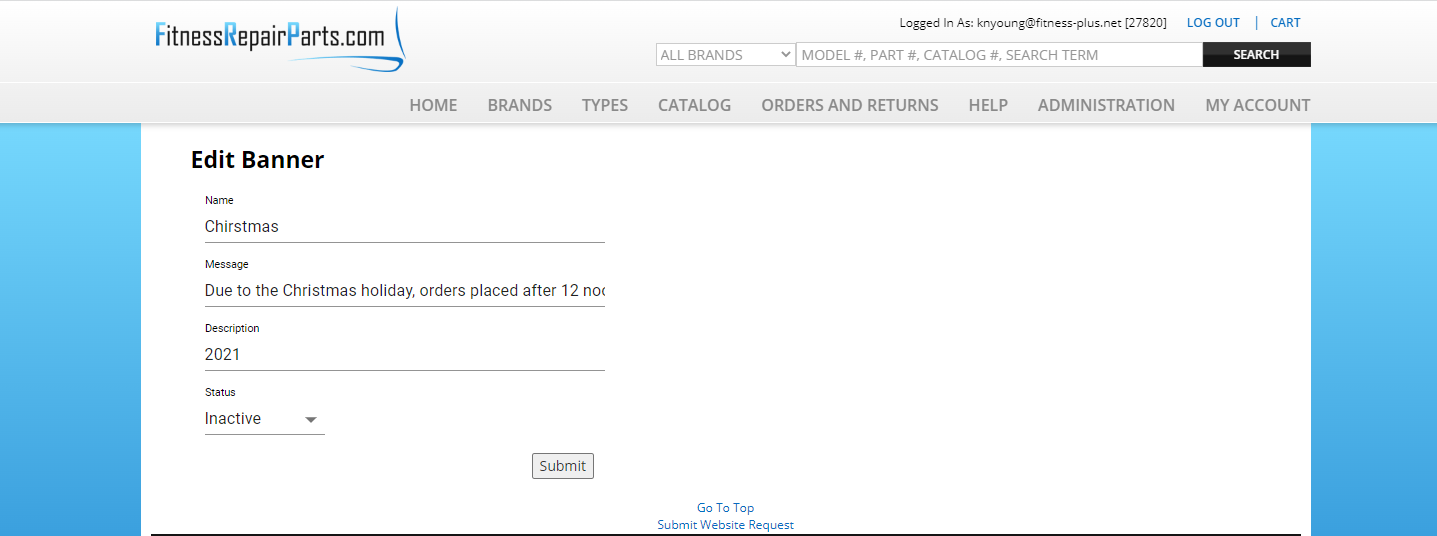 FitnessRepairParts.com
Logged In As: knyoung@fitness-plus.net [27820] LOG OUT | CART
ALL BRANDS MODEL #, PART #, CATALOG #, SEARCH TERM SEARCH
HOME BRANDS TYPES CATALOG ORDERS AND RETURNS HELP ADMINISTRATION MY ACCOUNT
Edit Banner
Name
Chirstmas
Message
Due to the Christmas holiday, orders placed after 12
Description
2021
Status
Inactive
Submit
Go To Top
Submit Website Request